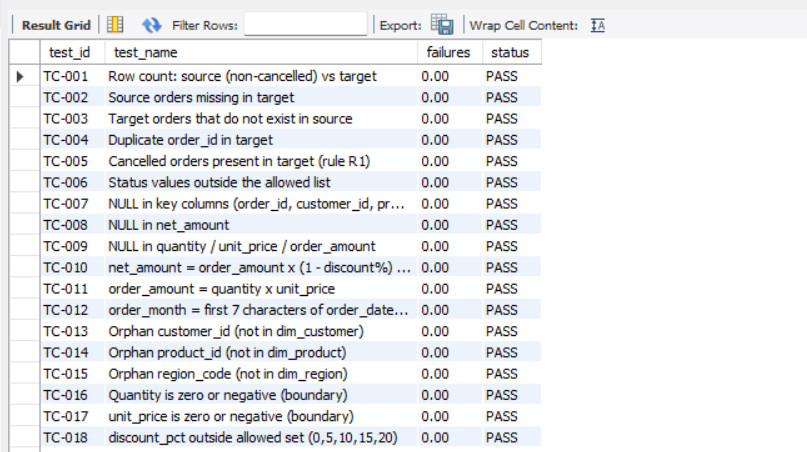 Result Grid Filter Rows: Export: Wrap Cell Content: IA
test_id test_name failures status
TC-001 Row count: source (non-cancelled) vs target 0.00 PASS
TC-002 Source orders missing in target 0.00 PASS
TC-003 Target orders that do not exist in source 0.00 PASS
TC-004 Duplicate order_id in target 0.00 PASS
TC-005 Cancelled orders present in target (rule R1) 0.00 PASS
TC-006 Status values outside the allowed list 0.00 PASS
TC-007 NULL in key columns (order_id, customer_id, pr... 0.00 PASS
TC-008 NULL in net_amount 0.00 PASS
TC-009 NULL in quantity / unit_price / order_amount 0.00 PASS
TC-010 net_amount = order_amount x (1 - discount%) ... 0.00 PASS
TC-011 order_amount = quantity x unit_price 0.00 PASS
TC-012 order_month = first 7 characters of order_date... 0.00 PASS
TC-013 Orphan customer_id (not in dim_customer) 0.00 PASS
TC-014 Orphan product_id (not in dim_product) 0.00 PASS
TC-015 Orphan region_code (not in dim_region) 0.00 PASS
TC-016 Quantity is zero or negative (boundary) 0.00 PASS
TC-017 unit_price is zero or negative (boundary) 0.00 PASS
TC-018 discount_pct outside allowed set (0,5,10,15,20) 0.00 PASS